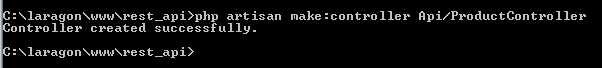 C:\laragon\www\rest_api>php artisan make:controller Api/ProductController
Controller created successfully.
C:\laragon\www\rest_api>